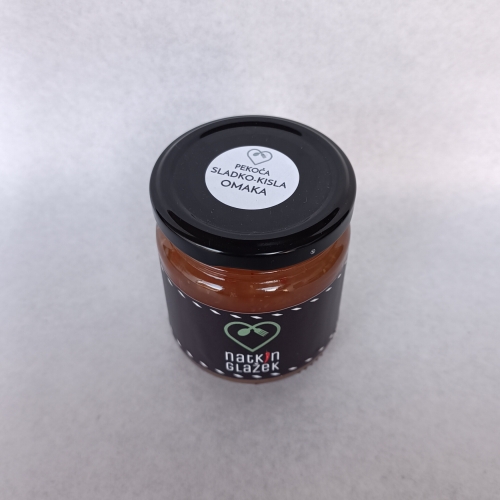 PEKOČA
SLADKO-KISLA
OMAKA
natkin
GLAŽEK